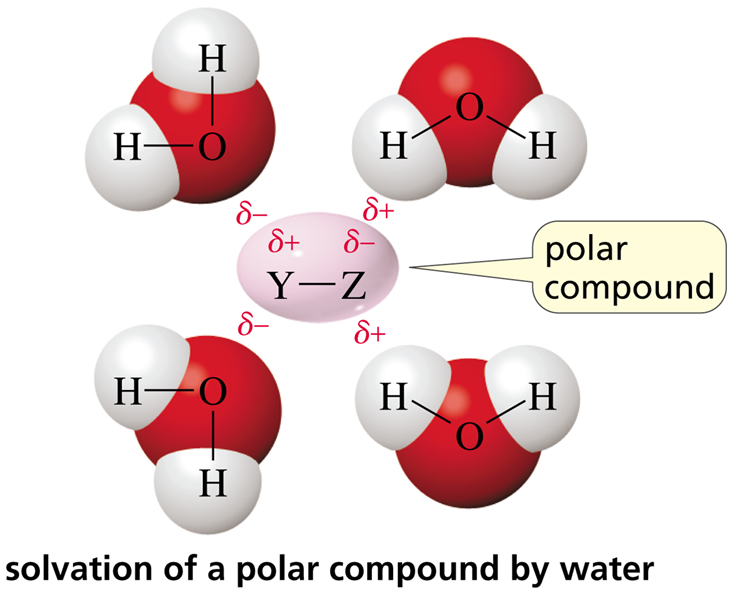 H
O
H—O
H
H
δ−
δ+
δ+
δ−
Y—Z
polar
compound
δ−
δ+
H—O
H
H
H
O
solvation of a polar compound by water